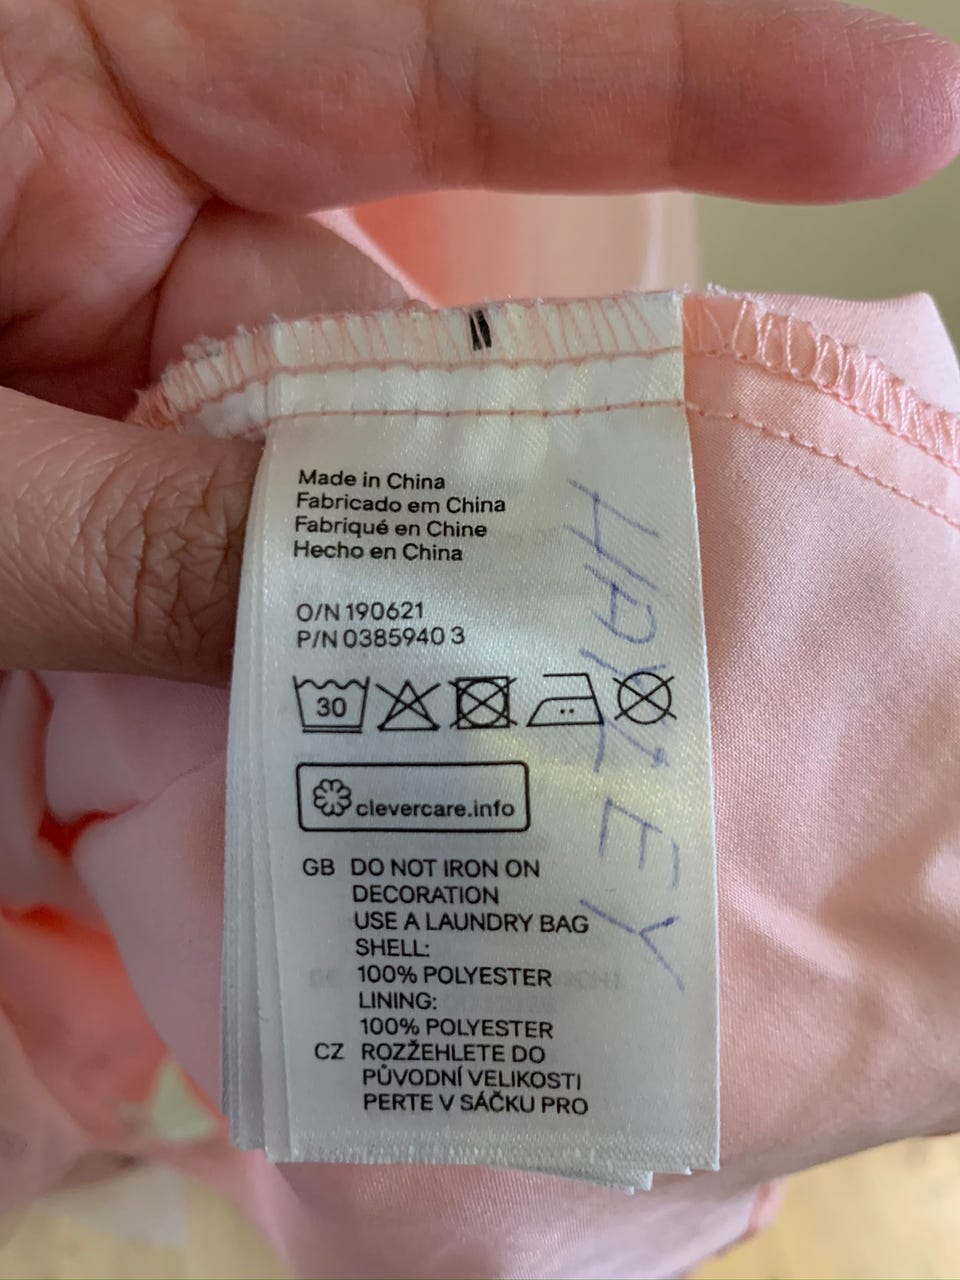 Made in China
Fabricado em China
Fabriqué en Chine
Hecho en China
O/N 190621
P/N 0385940 3
30
clevercare.info
GB DO NOT IRON ON
DECORATION
USE A LAUNDRY BAG
SHELL:
100% POLYESTER
LINING:
100% POLYESTER
CZ ROZŽEHLETE DO
PŮVODNÍ VELIKOSTI
PERTE V SÁČKU PRO
HAYLEY